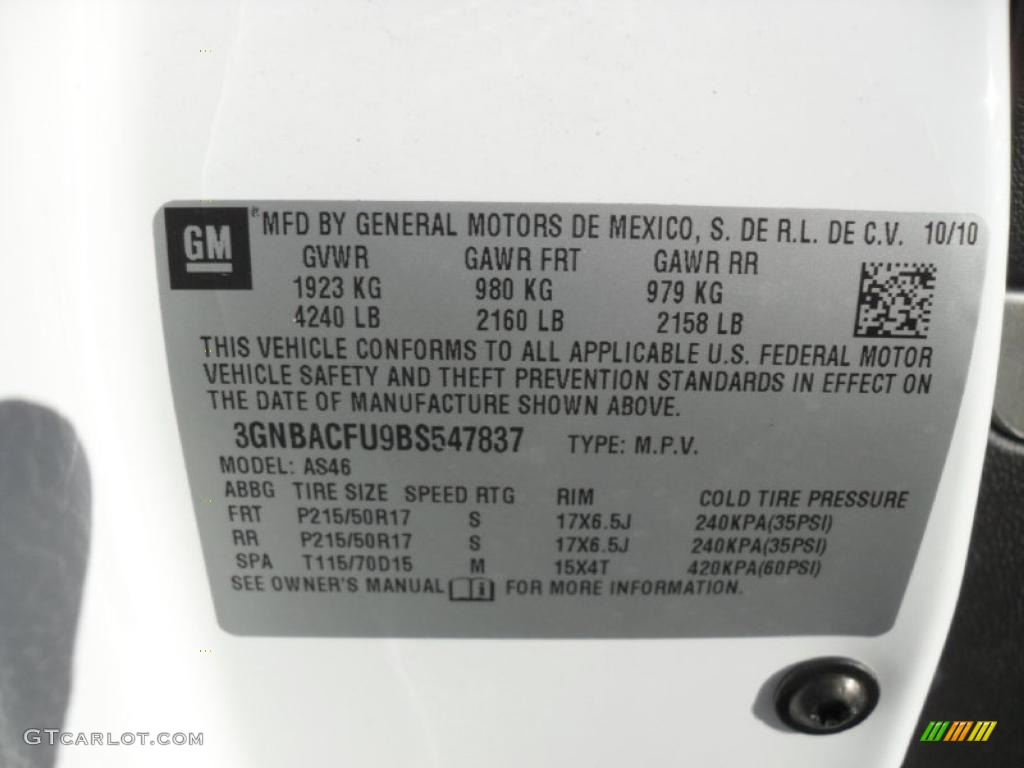 GM ® MFD BY GENERAL MOTORS DE MEXICO, S. DE R.L. DE C.V. 10/10
GVWR GAWR FRT GAWR RR
1923 KG 980 KG 979 KG
4240 LB 2160 LB 2158 LB
THIS VEHICLE CONFORMS TO ALL APPLICABLE U.S. FEDERAL MOTOR
VEHICLE SAFETY AND THEFT PREVENTION STANDARDS IN EFFECT ON
THE DATE OF MANUFACTURE SHOWN ABOVE.
3GNBACFU9BS547837 TYPE: M.P.V.
MODEL: AS46
ABBG TIRE SIZE SPEED RTG RIM COLD TIRE PRESSURE
FRT P215/50R17 S 17X6.5J 240KPA(35PSI)
RR P215/50R17 S 17X6.5J 240KPA(35PSI)
SPA T115/70D15 M 15X4T 420KPA(60PSI)
SEE OWNER'S MANUAL i FOR MORE INFORMATION.
GTCARLOT.COM